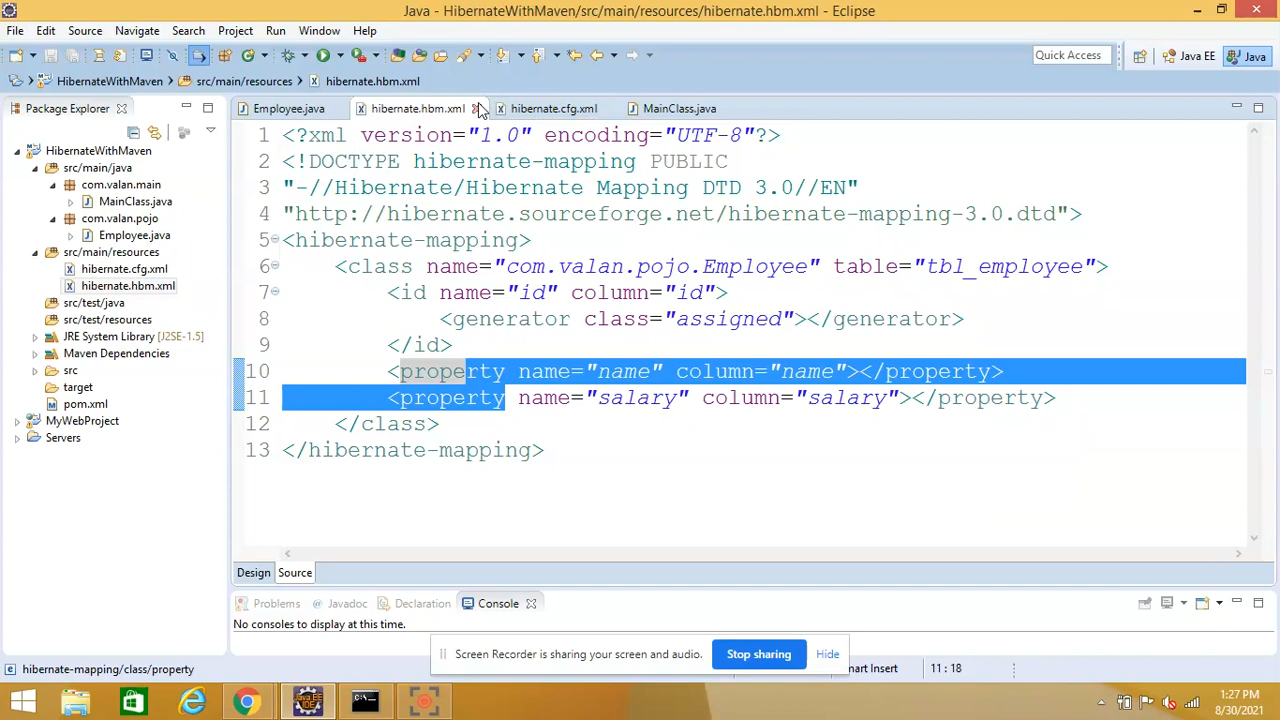 Java - HibernateWithMaven/src/main/resources/hibernate.hbm.xml - Eclipse
File Edit Source Navigate Search Project Run Window Help
Quick Access Java EE Java
HibernateWithMaven src/main/resources hibernate.hbm.xml
Package Explorer
Employee.java hibernate.hbm.xml hibernate.cfg.xml MainClass.java
HibernateWithMaven
src/main/java
com.valan.main
MainClass.java
com.valan.pojo
Employee.java
src/main/resources
hibernate.cfg.xml
hibernate.hbm.xml
src/test/java
src/test/resources
JRE System Library [J2SE-1.5]
Maven Dependencies
src
target
pom.xml
MyWebProject
Servers
1 <?xml version="1.0" encoding="UTF-8"?>
2 <!DOCTYPE hibernate-mapping PUBLIC
3 "-//Hibernate/Hibernate Mapping DTD 3.0//EN"
4 "http://hibernate.sourceforge.net/hibernate-mapping-3.0.dtd">
5 <hibernate-mapping>
6 <class name="com.valan.pojo.Employee" table="tbl_employee">
7 <id name="id" column="id">
8 <generator class="assigned"></generator>
9 </id>
10 <property name="name" column="name"></property>
11 <property name="salary" column="salary"></property>
12 </class>
13 </hibernate-mapping>
Design Source
Problems Javadoc Declaration Console
No consoles to display at this time.
Screen Recorder is sharing your screen and audio. Stop sharing Hide
hibernate-mapping/class/property mart Insert 11 : 18
Java EE IDE
1:27 PM
8/30/2021